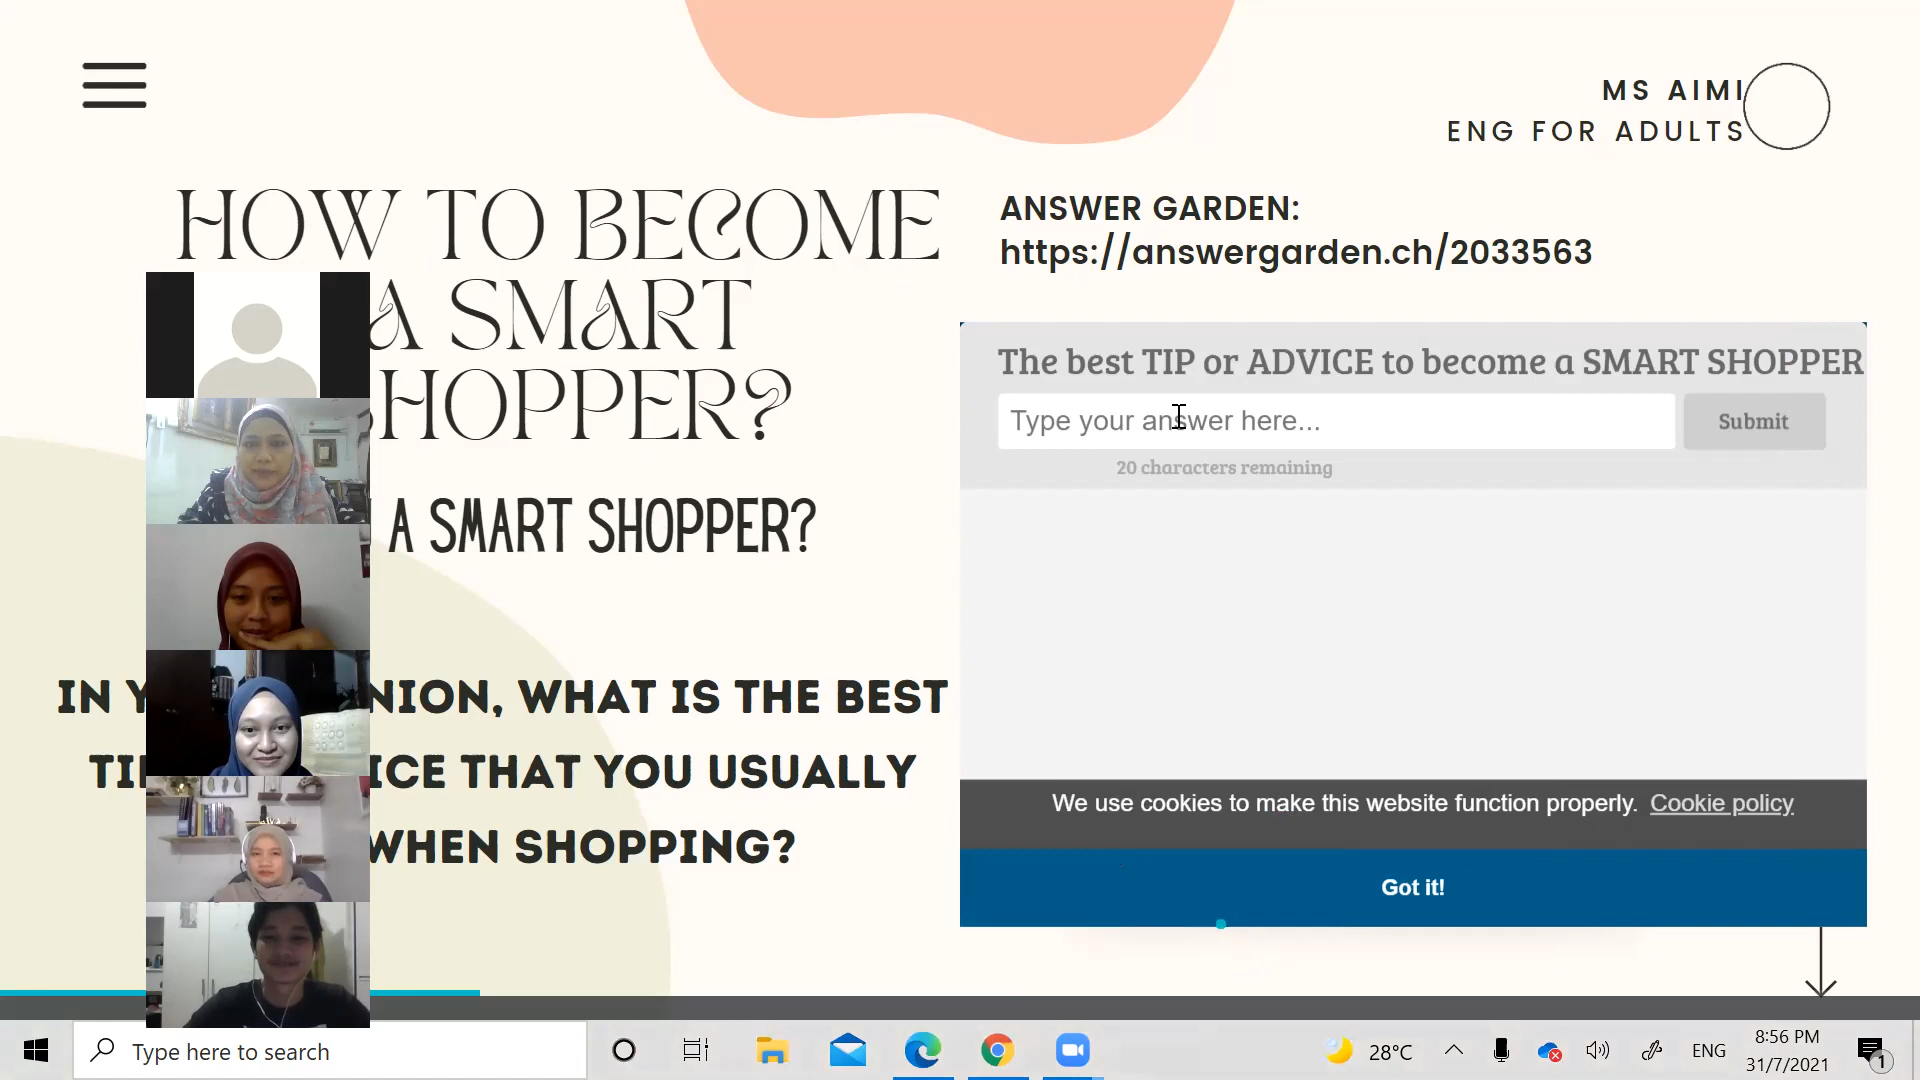 MS AIMI
ENG FOR ADULTS
HOW TO BECOME
A SMART
SHOPPER?
A SMART SHOPPER?
IN Y NION, WHAT IS THE BEST
TI ICE THAT YOU USUALLY
WHEN SHOPPING?
ANSWER GARDEN:
https://answergarden.ch/2033563
The best TIP or ADVICE to become a SMART SHOPPER
Type your answer here...
Submit
20 characters remaining
We use cookies to make this website function properly. Cookie policy
Got it!
Type here to search
28°C
ENG
8:56 PM
31/7/2021
1